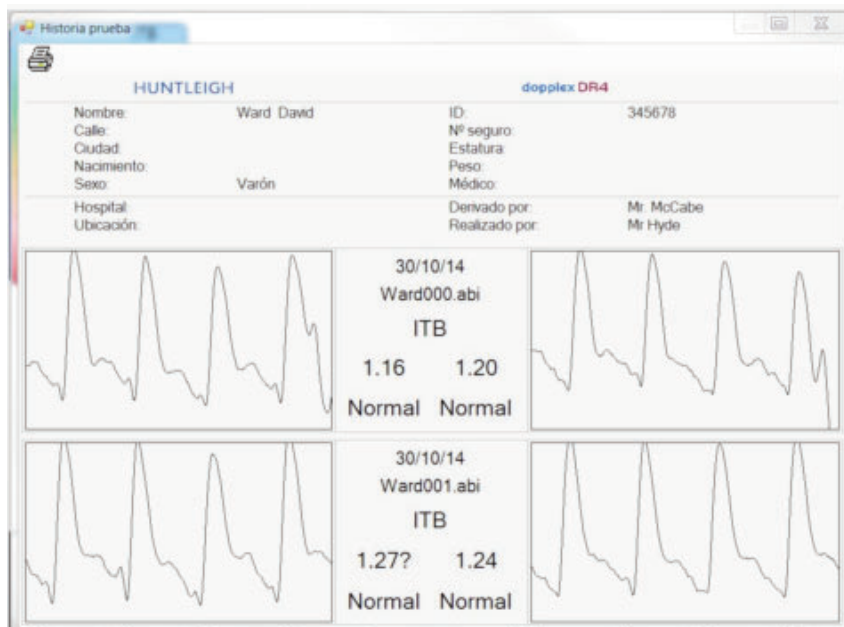 Historia prueba
HUNTLEIGH dopplex DR4
Nombre: Ward David ID: 345678
Calle: Nº seguro:
Ciudad: Estatura:
Nacimiento: Peso:
Sexo: Varón Médico:
Hospital: Derivado por: Mr. McCabe
Ubicación: Realizado por: Mr Hyde
30/10/14
Ward000.abi
ITB
1.16 1.20
Normal Normal
30/10/14
Ward001.abi
ITB
1.27? 1.24
Normal Normal